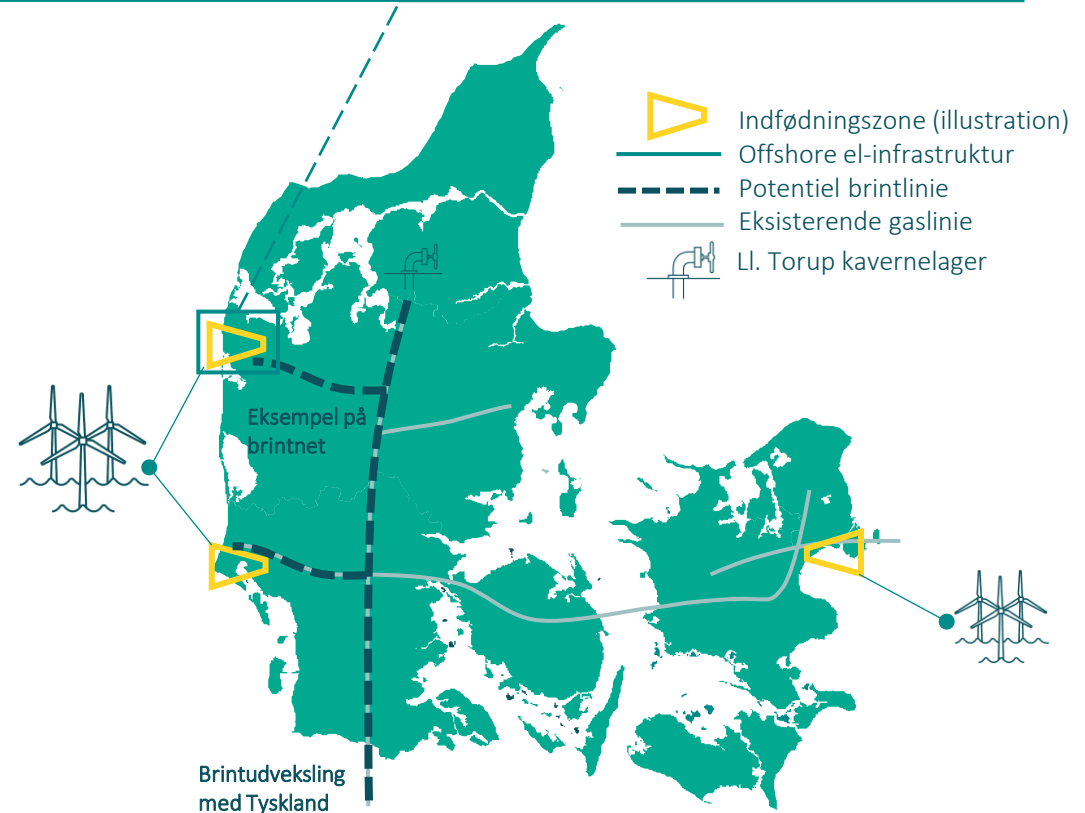 Indfødningszone (illustration)
Offshore el-infrastruktur
Potentiel brintlinie
Eksisterende gaslinie
Ll. Torup kavernelager
Eksempel på
brintnet
Brintudveksling
med Tyskland